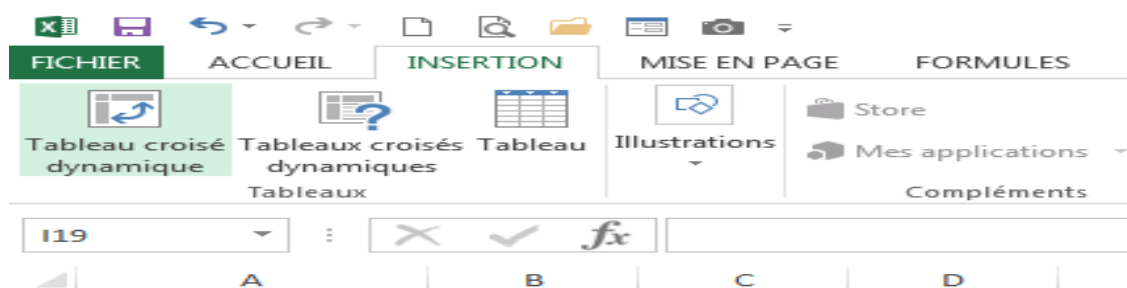 FICHIER ACCUEIL INSERTION MISE EN PAGE FORMULES
Tableau croisé dynamique
Tableaux croisés dynamiques
Tableau
Illustrations
Store
Mes applications
Tableaux
Compléments
I19 fx
A B C D